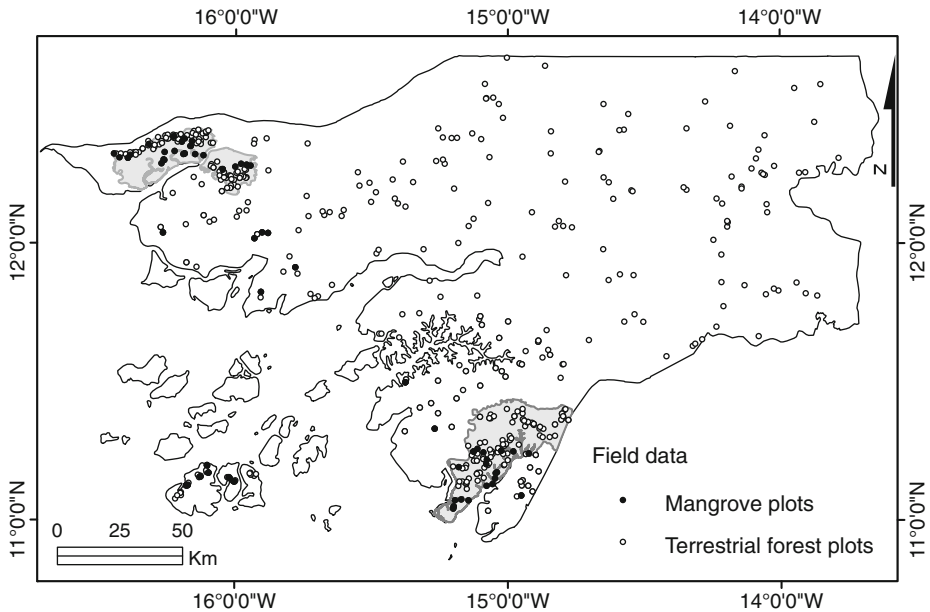 16°0'0"W 15°0'0"W 14°0'0"W
N
12°0'0"N 12°0'0"N
Field data
Mangrove plots
Terrestrial forest plots
11°0'0"N 11°0'0"N
0 25 50
Km
16°0'0"W 15°0'0"W 14°0'0"W